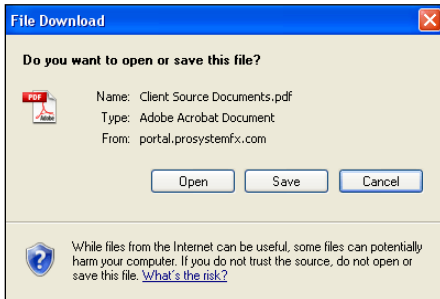 File Download
Do you want to open or save this file?
PDF
Adobe
Name: Client Source Documents.pdf
Type: Adobe Acrobat Document
From: portal.prosystemfx.com
Open Save Cancel
While files from the Internet can be useful, some files can potentially
harm your computer. If you do not trust the source, do not open or
save this file. What's the risk?